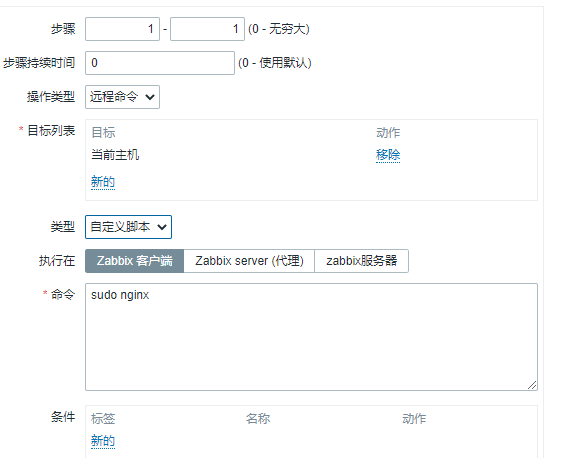 步骤 1 - 1 (0 - 无穷大)
步骤持续时间 0 (0 - 使用默认)
操作类型 远程命令
* 目标列表 目标 动作
当前主机 移除
新的
类型 自定义脚本
执行在 Zabbix 客户端 Zabbix server (代理) zabbix服务器
* 命令 sudo nginx
条件 标签 名称 动作
新的